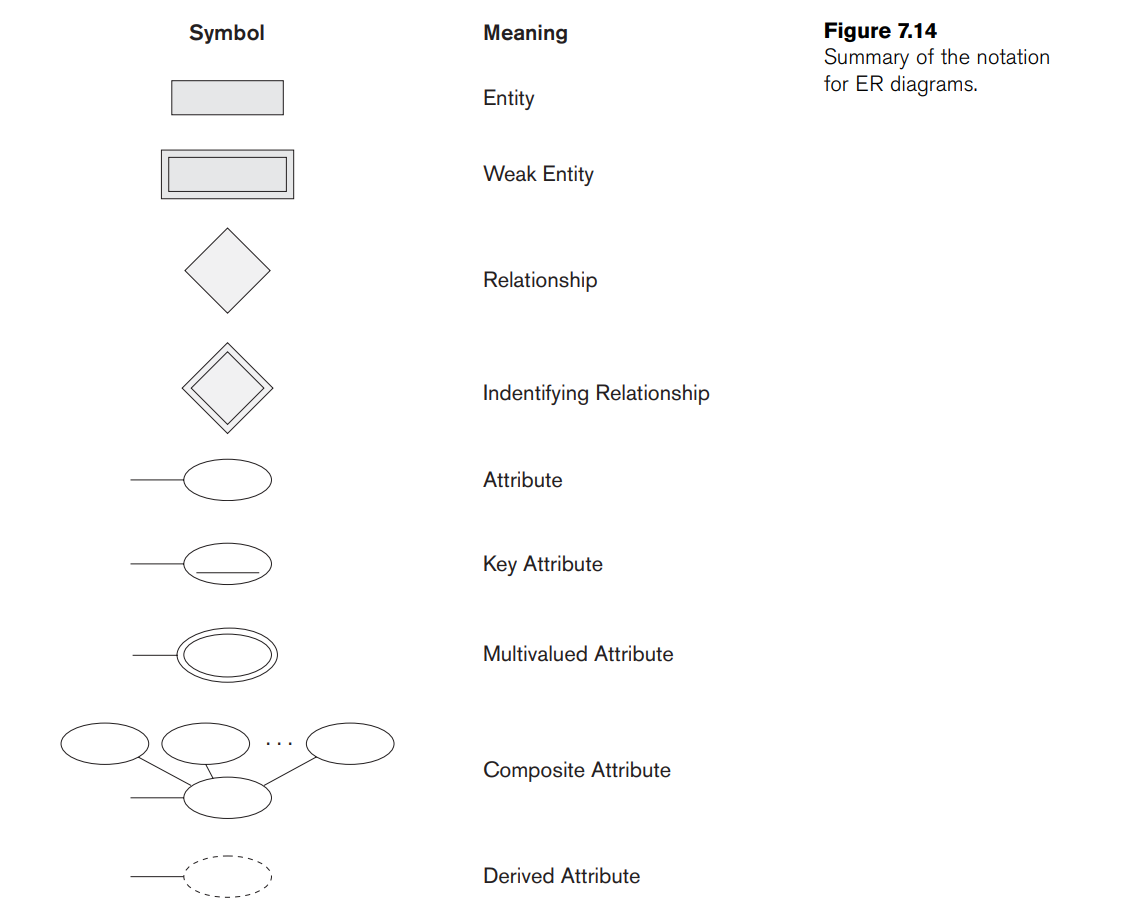 Symbol
Meaning
Figure 7.14
Summary of the notation
for ER diagrams.
Entity
Weak Entity
Relationship
Indentifying Relationship
Attribute
Key Attribute
Multivalued Attribute
. . .
Composite Attribute
Derived Attribute